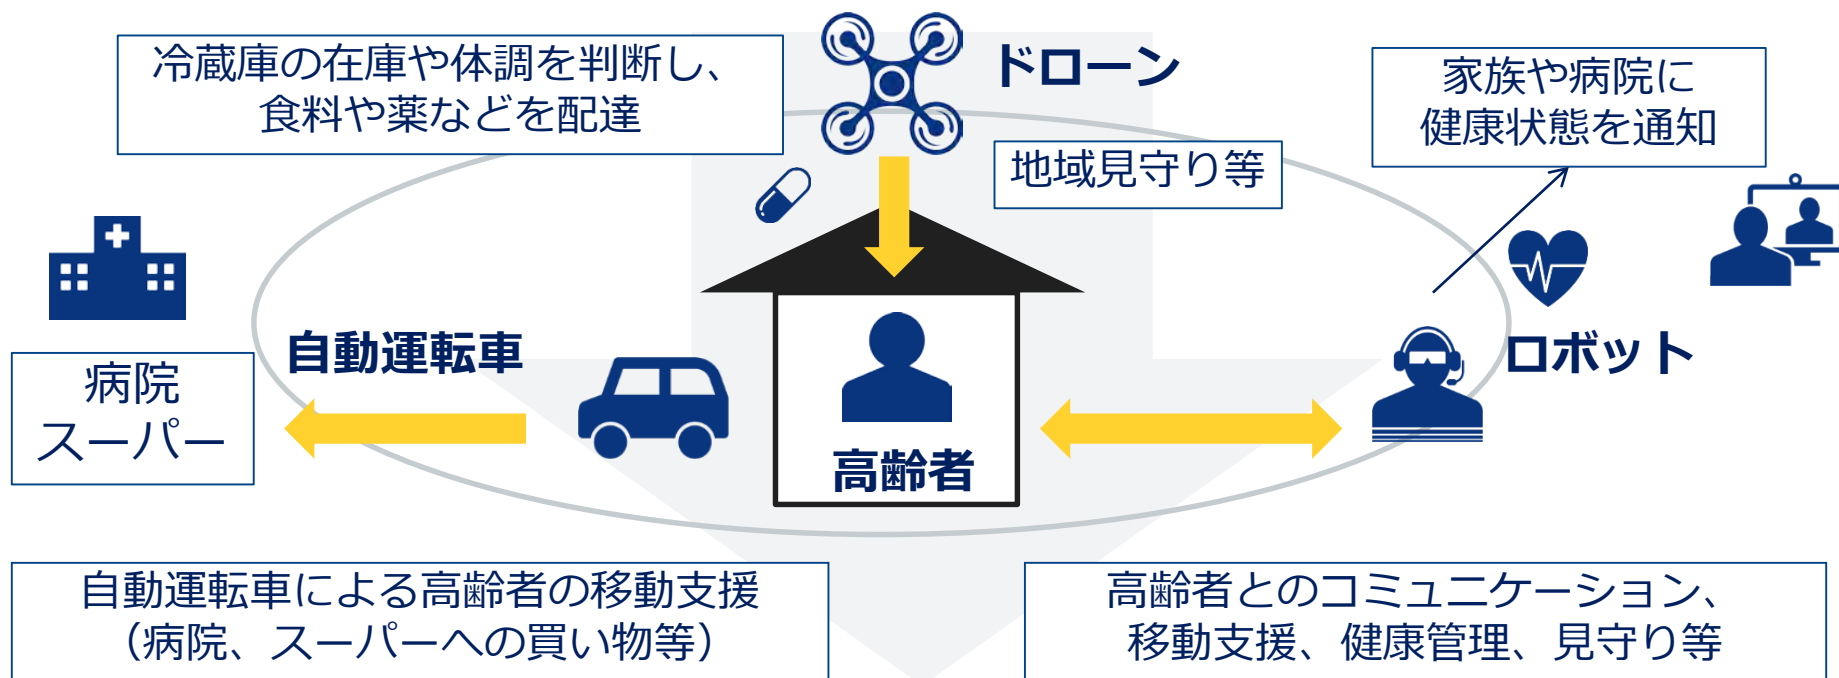 冷蔵庫の在庫や体調を判断し、
食料や薬などを配達
ドローン
家族や病院に
健康状態を通知
地域見守り等
自動運転車
病院
スーパー
高齢者
ロボット
自動運転車による高齢者の移動支援
（病院、スーパーへの買い物等）
高齢者とのコミュニケーション、
移動支援、健康管理、見守り等